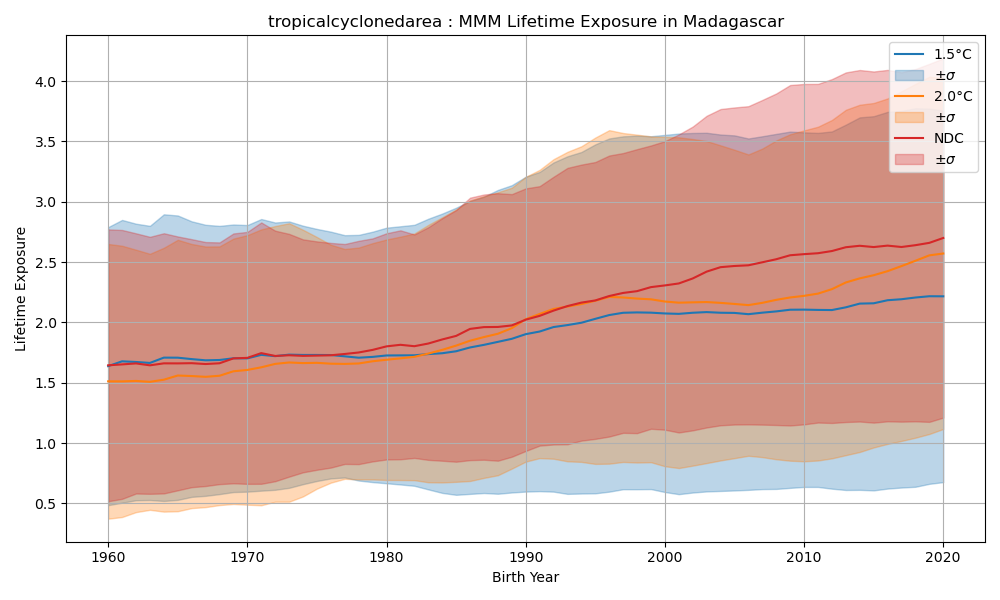 tropicalcyclonedarea : MMM Lifetime Exposure in Madagascar
1.5°C
±σ
2.0°C
±σ
NDC
±σ
Lifetime Exposure
4.0
3.5
3.0
2.5
2.0
1.5
1.0
0.5
1960 1970 1980 1990 2000 2010 2020
Birth Year